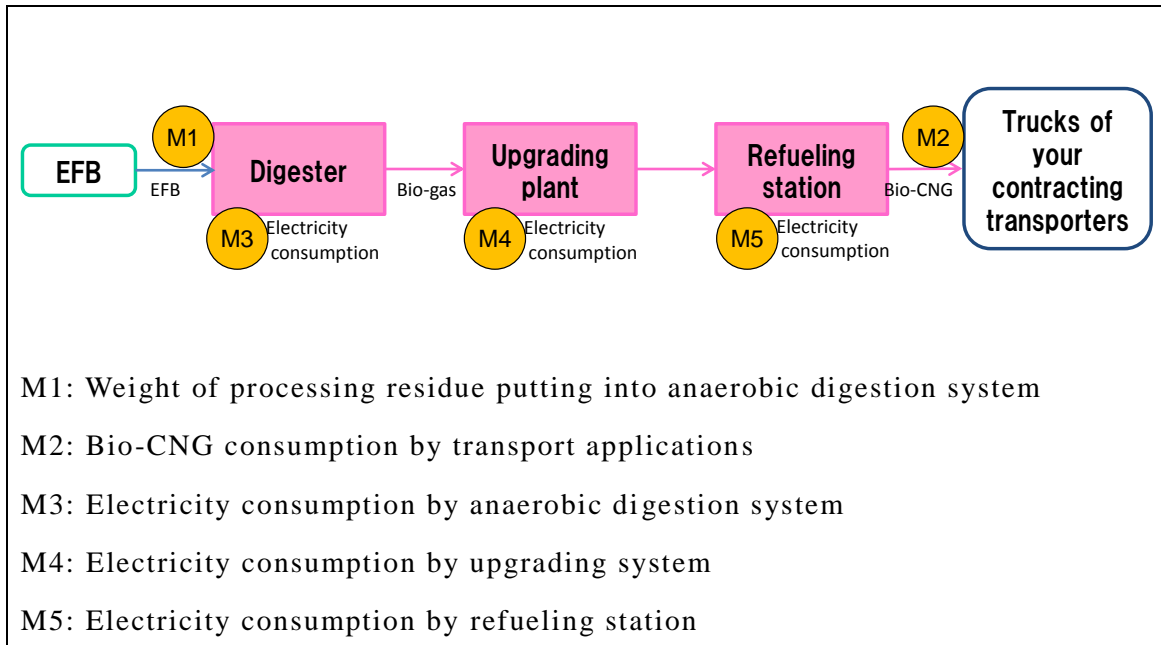 M1
M2
EFB
EFB
Digester
Bio-gas
Upgrading
plant
Refueling
station
Bio-CNG
Trucks of
your
contracting
transporters
M3
Electricity
consumption
M4
Electricity
consumption
M5
Electricity
consumption
M1: Weight of processing residue putting into anaerobic digestion system
M2: Bio-CNG consumption by transport applications
M3: Electricity consumption by anaerobic digestion system
M4: Electricity consumption by upgrading system
M5: Electricity consumption by refueling station